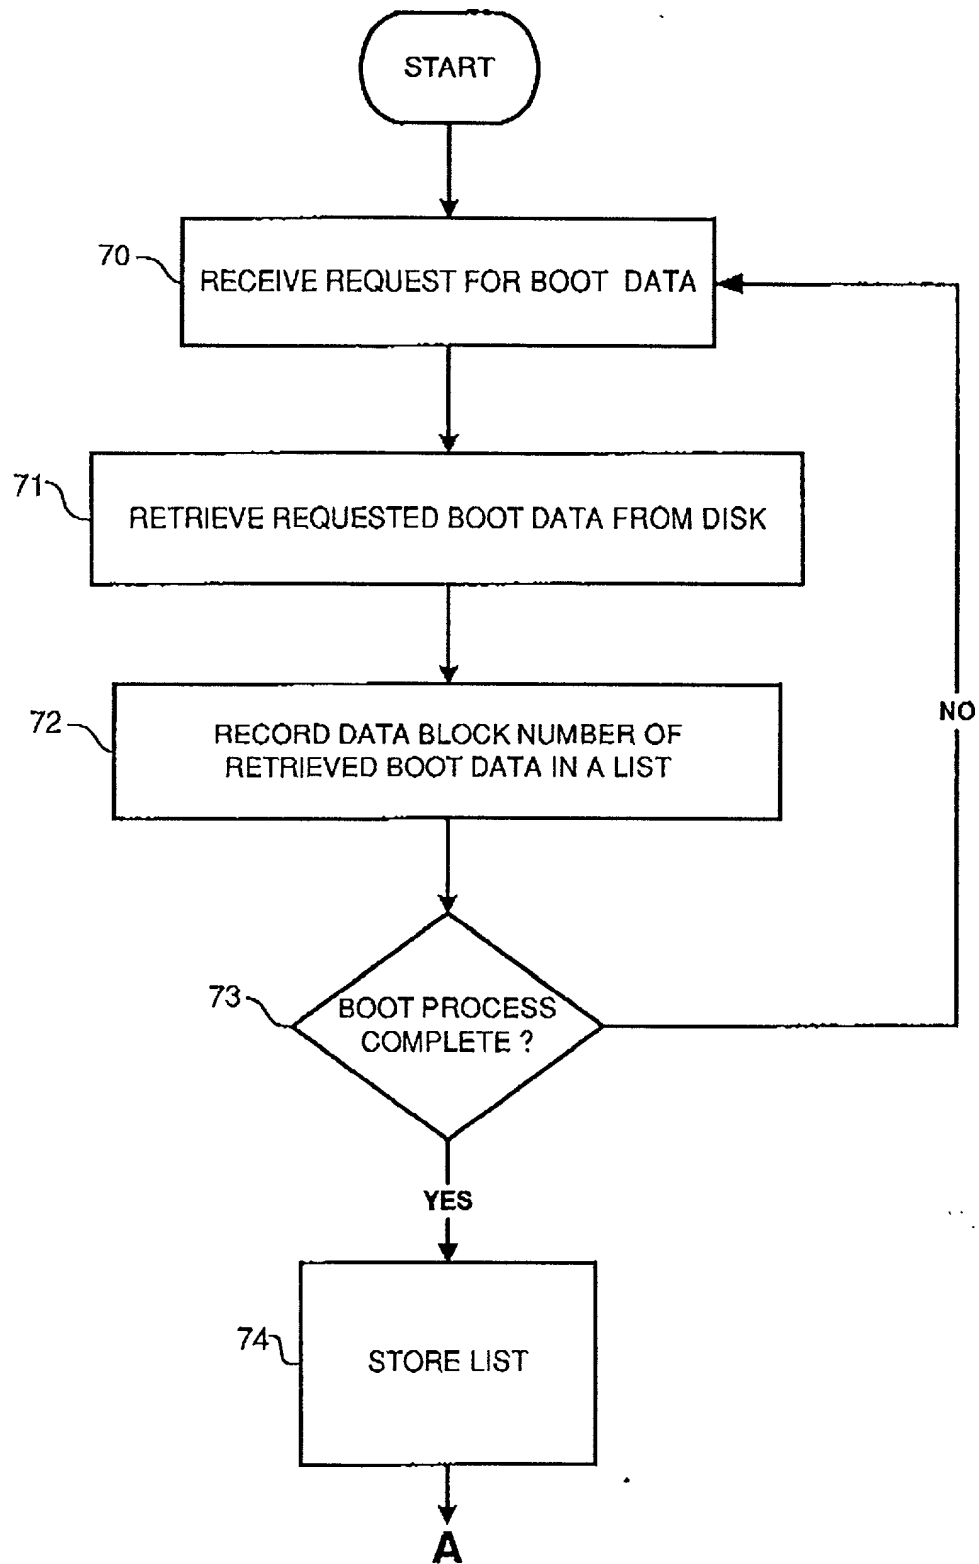 START
70
RECEIVE REQUEST FOR BOOT DATA
71
RETRIEVE REQUESTED BOOT DATA FROM DISK
72
RECORD DATA BLOCK NUMBER OF
RETRIEVED BOOT DATA IN A LIST
NO
73
BOOT PROCESS
COMPLETE ?
YES
74
STORE LIST
A